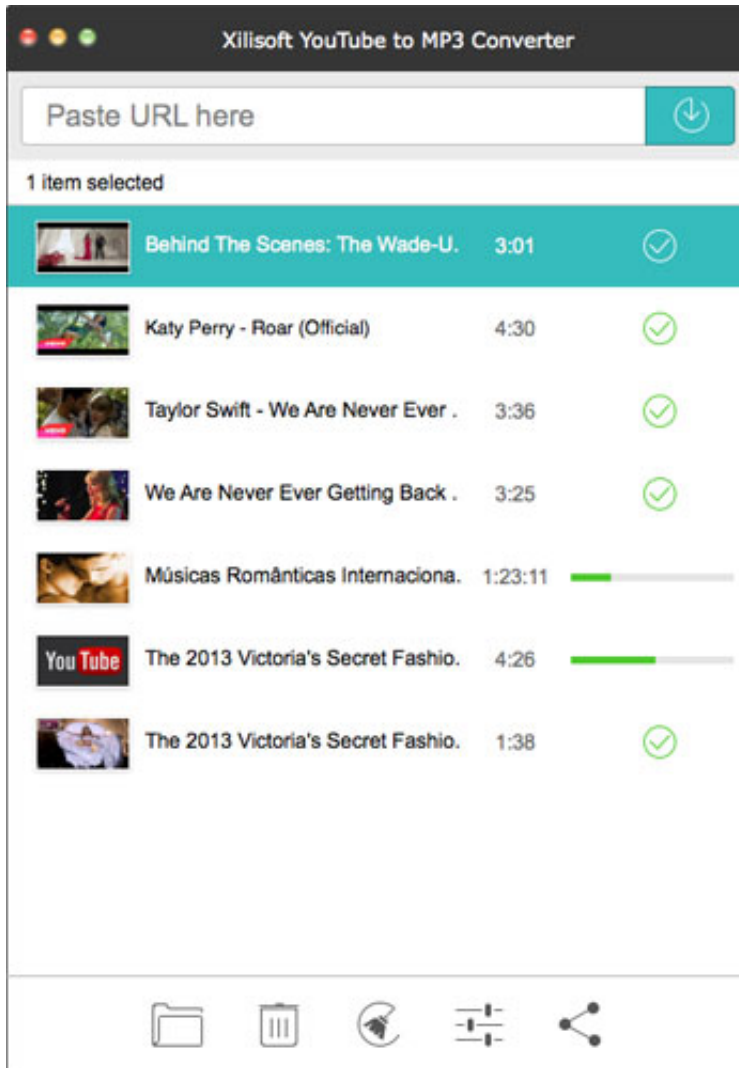 Xilisoft YouTube to MP3 Converter
Paste URL here
1 item selected
Behind The Scenes: The Wade-U. 3:01
Katy Perry - Roar (Official) 4:30
Taylor Swift - We Are Never Ever . 3:36
We Are Never Ever Getting Back . 3:25
Músicas Românticas Internaciona. 1:23:11
You Tube The 2013 Victoria's Secret Fashio. 4:26
The 2013 Victoria's Secret Fashio. 1:38